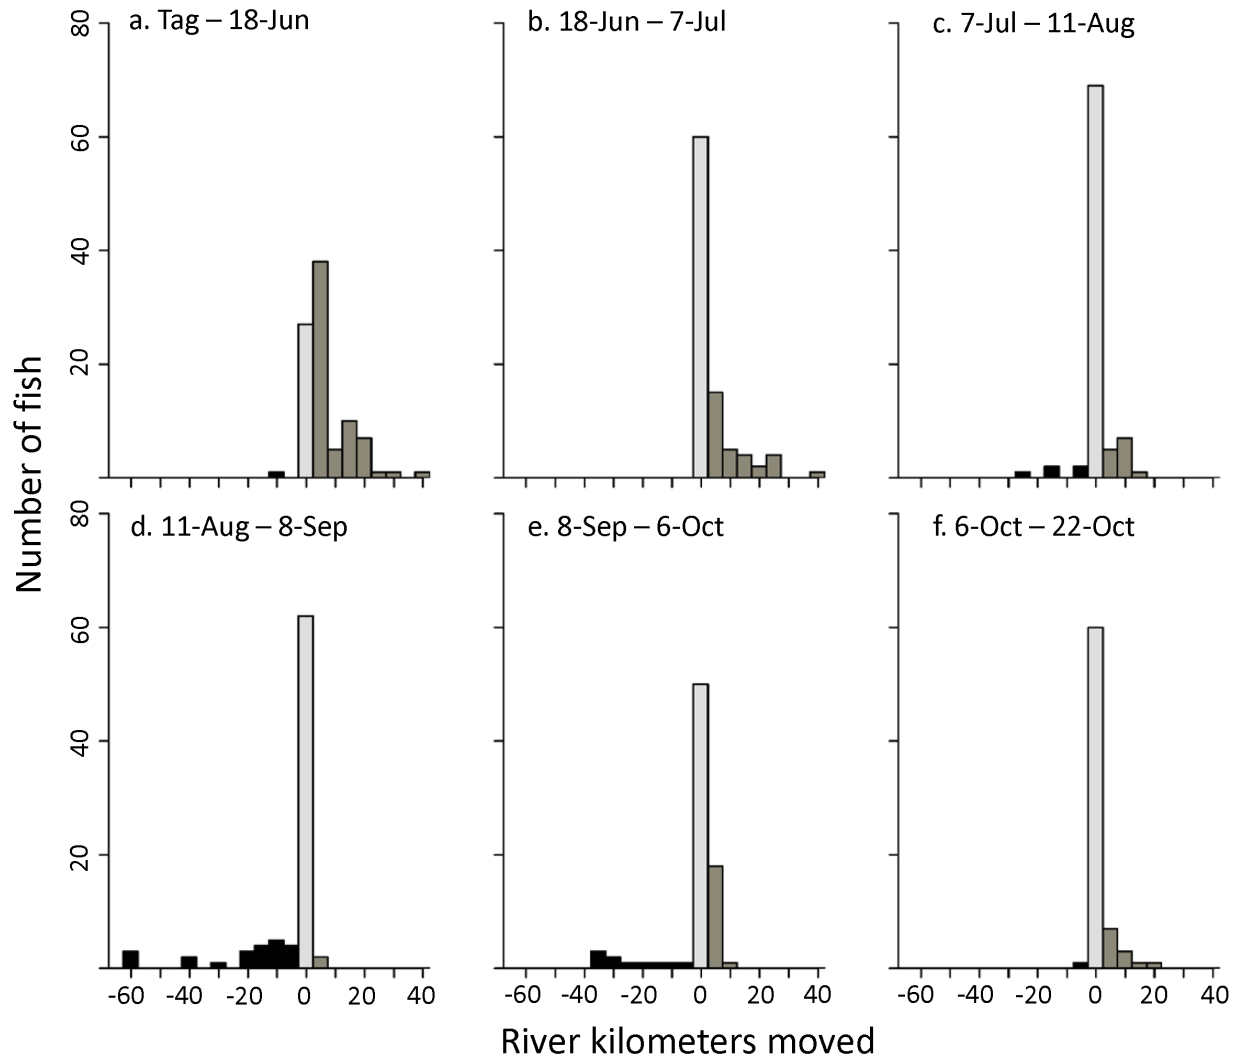 a. Tag – 18-Jun
b. 18-Jun – 7-Jul
c. 7-Jul – 11-Aug
80
60
40
20
d. 11-Aug – 8-Sep
e. 8-Sep – 6-Oct
f. 6-Oct – 22-Oct
80
60
40
20
Number of fish
-60 -40 -20 0 20 40
-60 -40 -20 0 20 40
-60 -40 -20 0 20 40
River kilometers moved